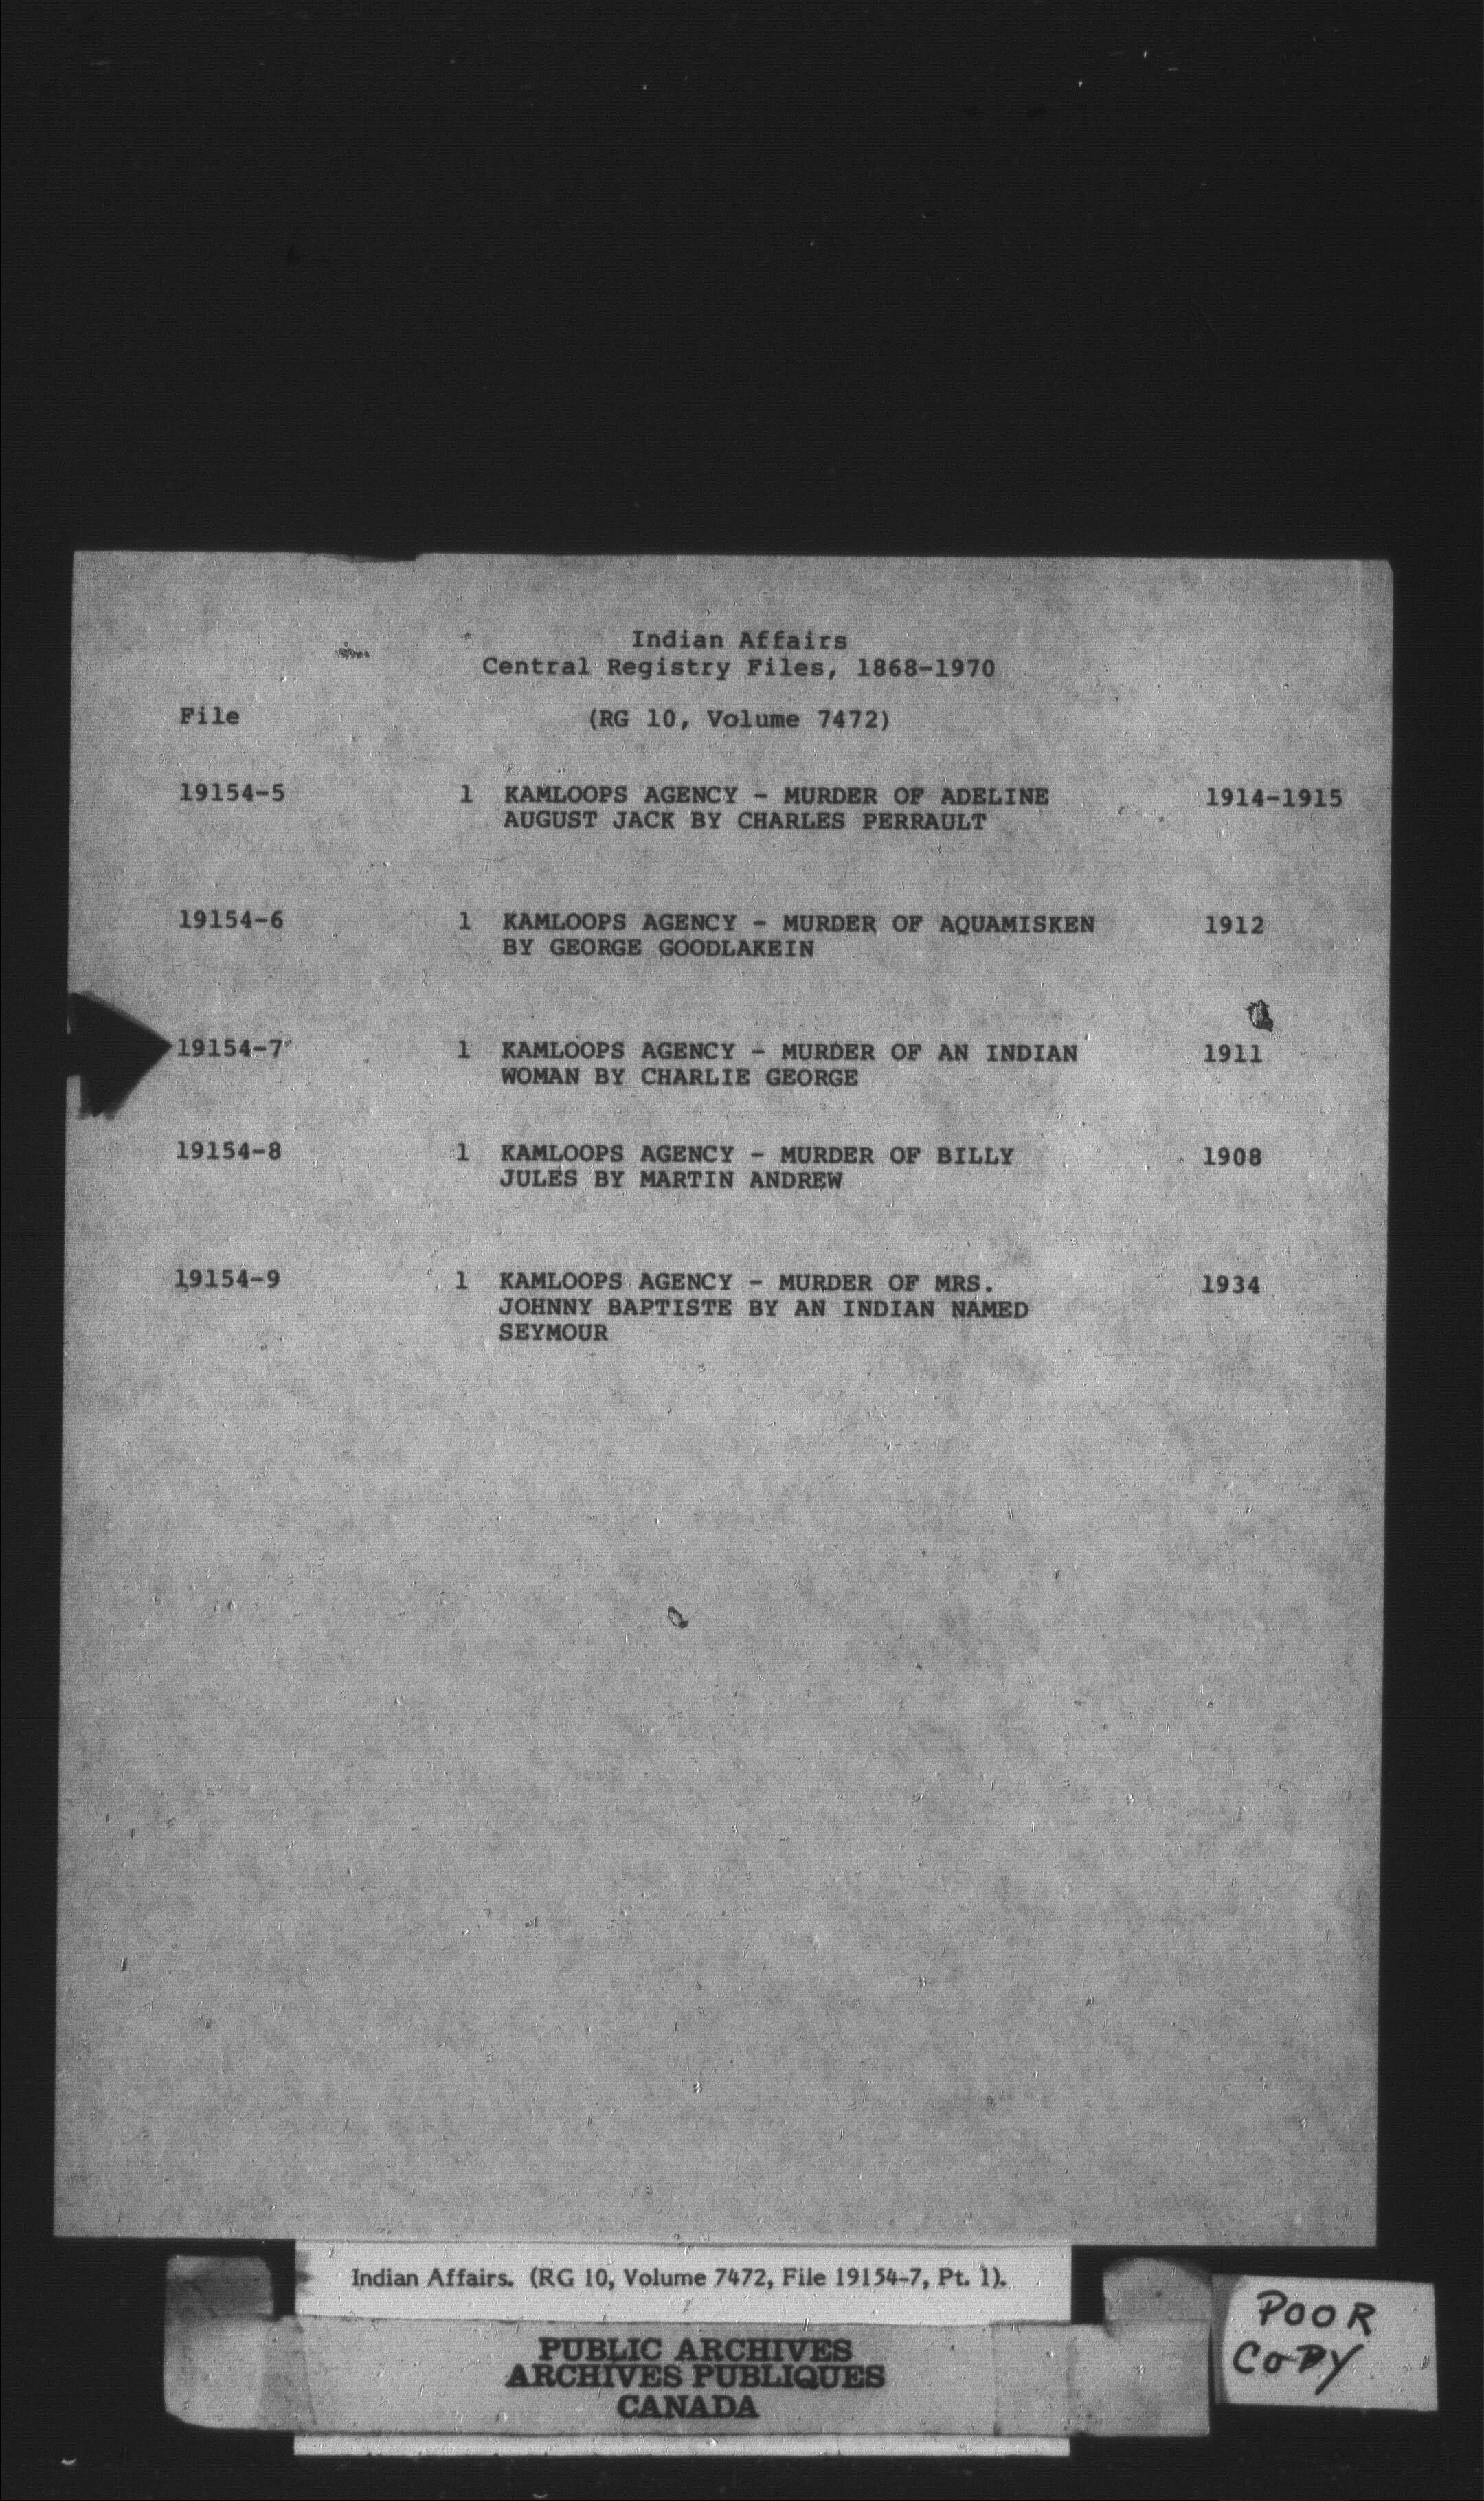 Indian Affairs
Central Registry Files, 1868-1970
File (RG 10, Volume 7472)
19154-5 1 KAMLOOPS AGENCY - MURDER OF ADELINE 1914-1915
AUGUST JACK BY CHARLES PERRAULT
19154-6 1 KAMLOOPS AGENCY - MURDER OF AQUAMISKEN 1912
BY GEORGE GOODLAKEIN
19154-7 1 KAMLOOPS AGENCY - MURDER OF AN INDIAN 1911
WOMAN BY CHARLIE GEORGE
19154-8 1 KAMLOOPS AGENCY - MURDER OF BILLY 1908
JULES BY MARTIN ANDREW
19154-9 1 KAMLOOPS AGENCY - MURDER OF MRS. 1934
JOHNNY BAPTISTE BY AN INDIAN NAMED
SEYMOUR
Indian Affairs. (RG 10, Volume 7472, File 19154-7, Pt. 1).
PUBLIC ARCHIVES
ARCHIVES PUBLIQUES
CANADA
POOR
COPY